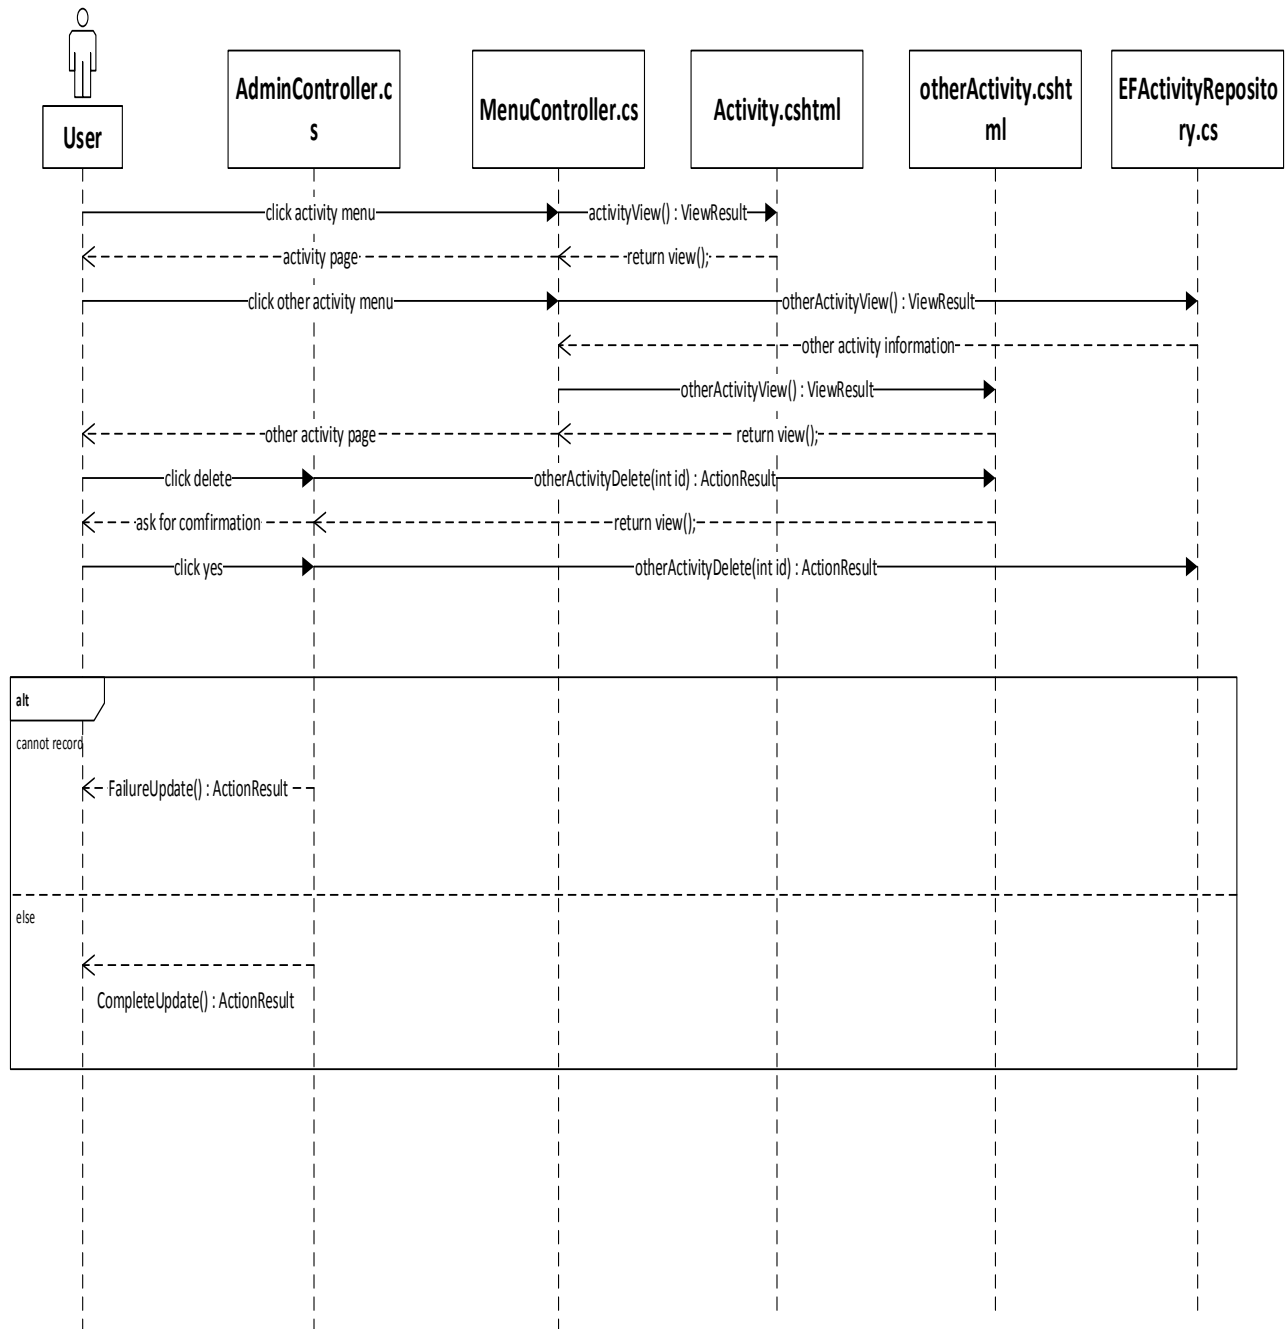 User
AdminController.c
s
MenuController.cs
Activity.cshtml
otherActivity.csht
ml
EFActivityReposito
ry.cs
click activity menu
activityView() : ViewResult
activity page
return view();
click other activity menu
otherActivityView() : ViewResult
other activity information
otherActivityView() : ViewResult
other activity page
return view();
click delete
otherActivityDelete(int id) : ActionResult
ask for comfirmation
return view();
click yes
otherActivityDelete(int id) : ActionResult
alt
cannot record
FailureUpdate() : ActionResult
else
CompleteUpdate() : ActionResult